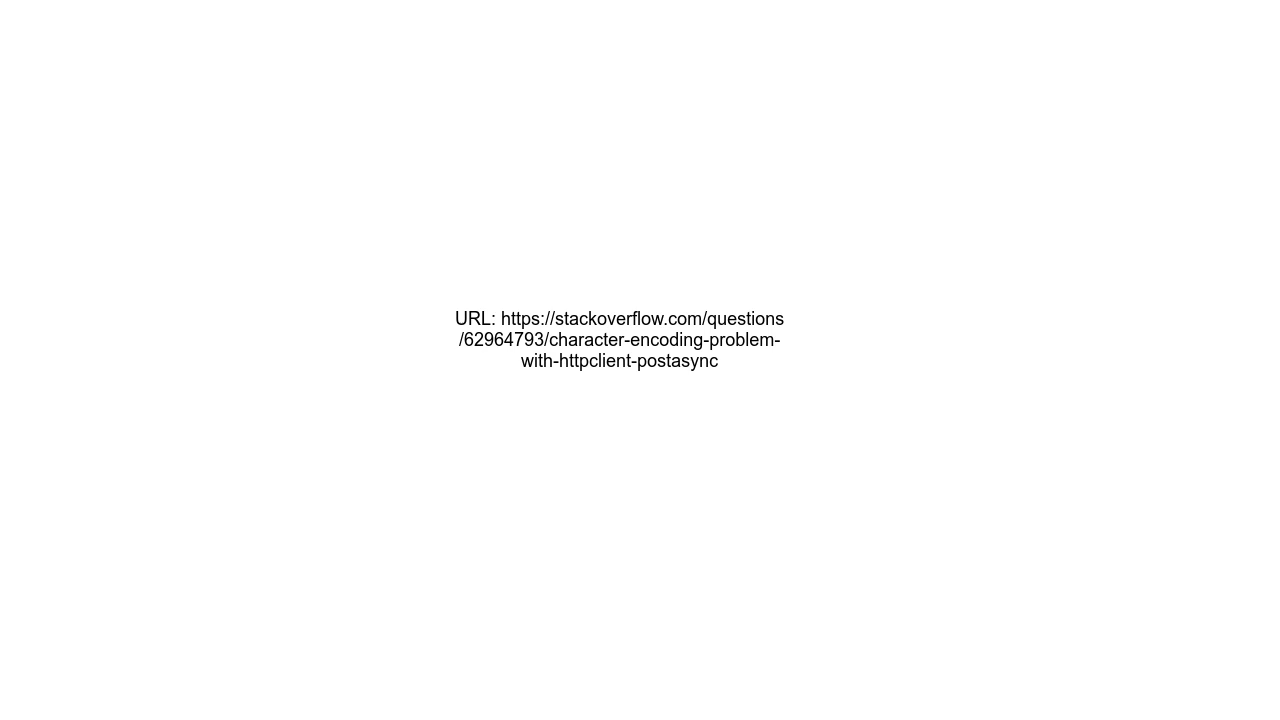 URL: https://stackoverflow.com/questions
/62964793/character-encoding-problem-
with-httpclient-postasync